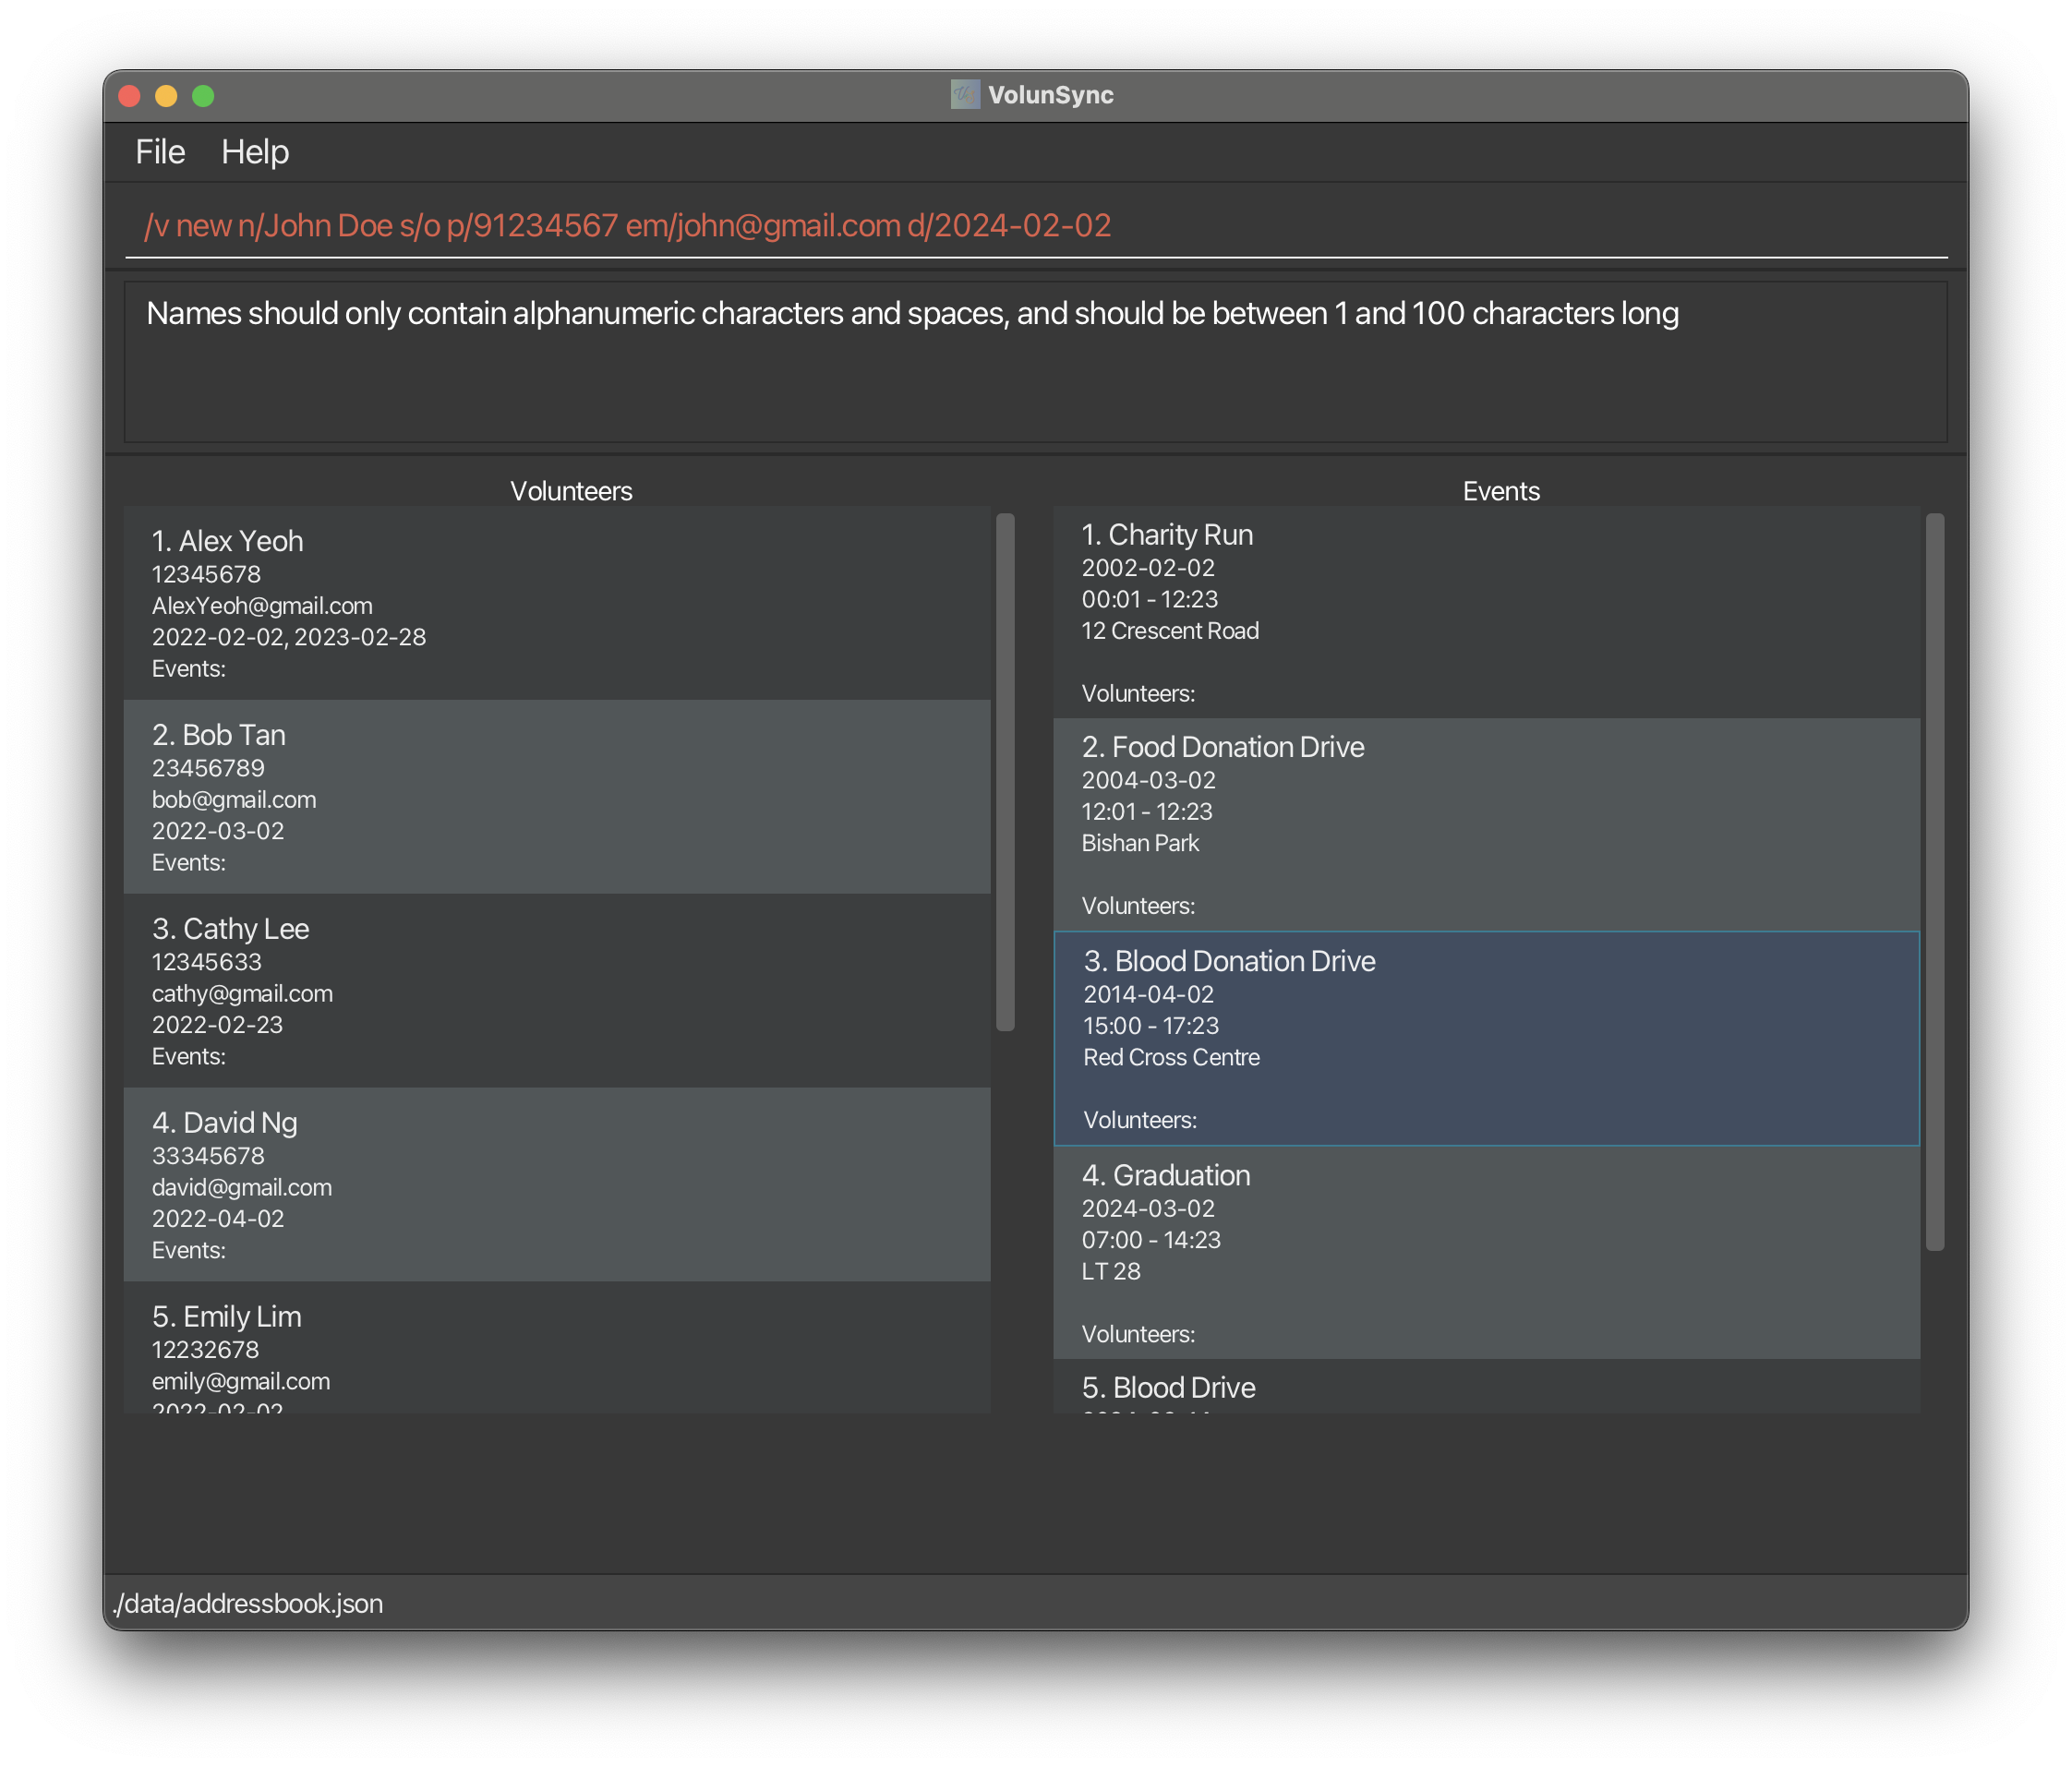 VolunSync
File Help
/v new n/John Doe s/o p/91234567 em/john@gmail.com d/2024-02-02
Names should only contain alphanumeric characters and spaces, and should be between 1 and 100 characters long
Volunteers
1. Alex Yeoh
12345678
AlexYeoh@gmail.com
2022-02-02, 2023-02-28
Events:
2. Bob Tan
23456789
bob@gmail.com
2022-03-02
Events:
3. Cathy Lee
12345633
cathy@gmail.com
2022-02-23
Events:
4. David Ng
33345678
david@gmail.com
2022-04-02
Events:
5. Emily Lim
12232678
emily@gmail.com
2022-02-02
Events
1. Charity Run
2002-02-02
00:01 - 12:23
12 Crescent Road
Volunteers:
2. Food Donation Drive
2004-03-02
12:01 - 12:23
Bishan Park
Volunteers:
3. Blood Donation Drive
2014-04-02
15:00 - 17:23
Red Cross Centre
Volunteers:
4. Graduation
2024-03-02
07:00 - 14:23
LT 28
Volunteers:
5. Blood Drive
./data/addressbook.json